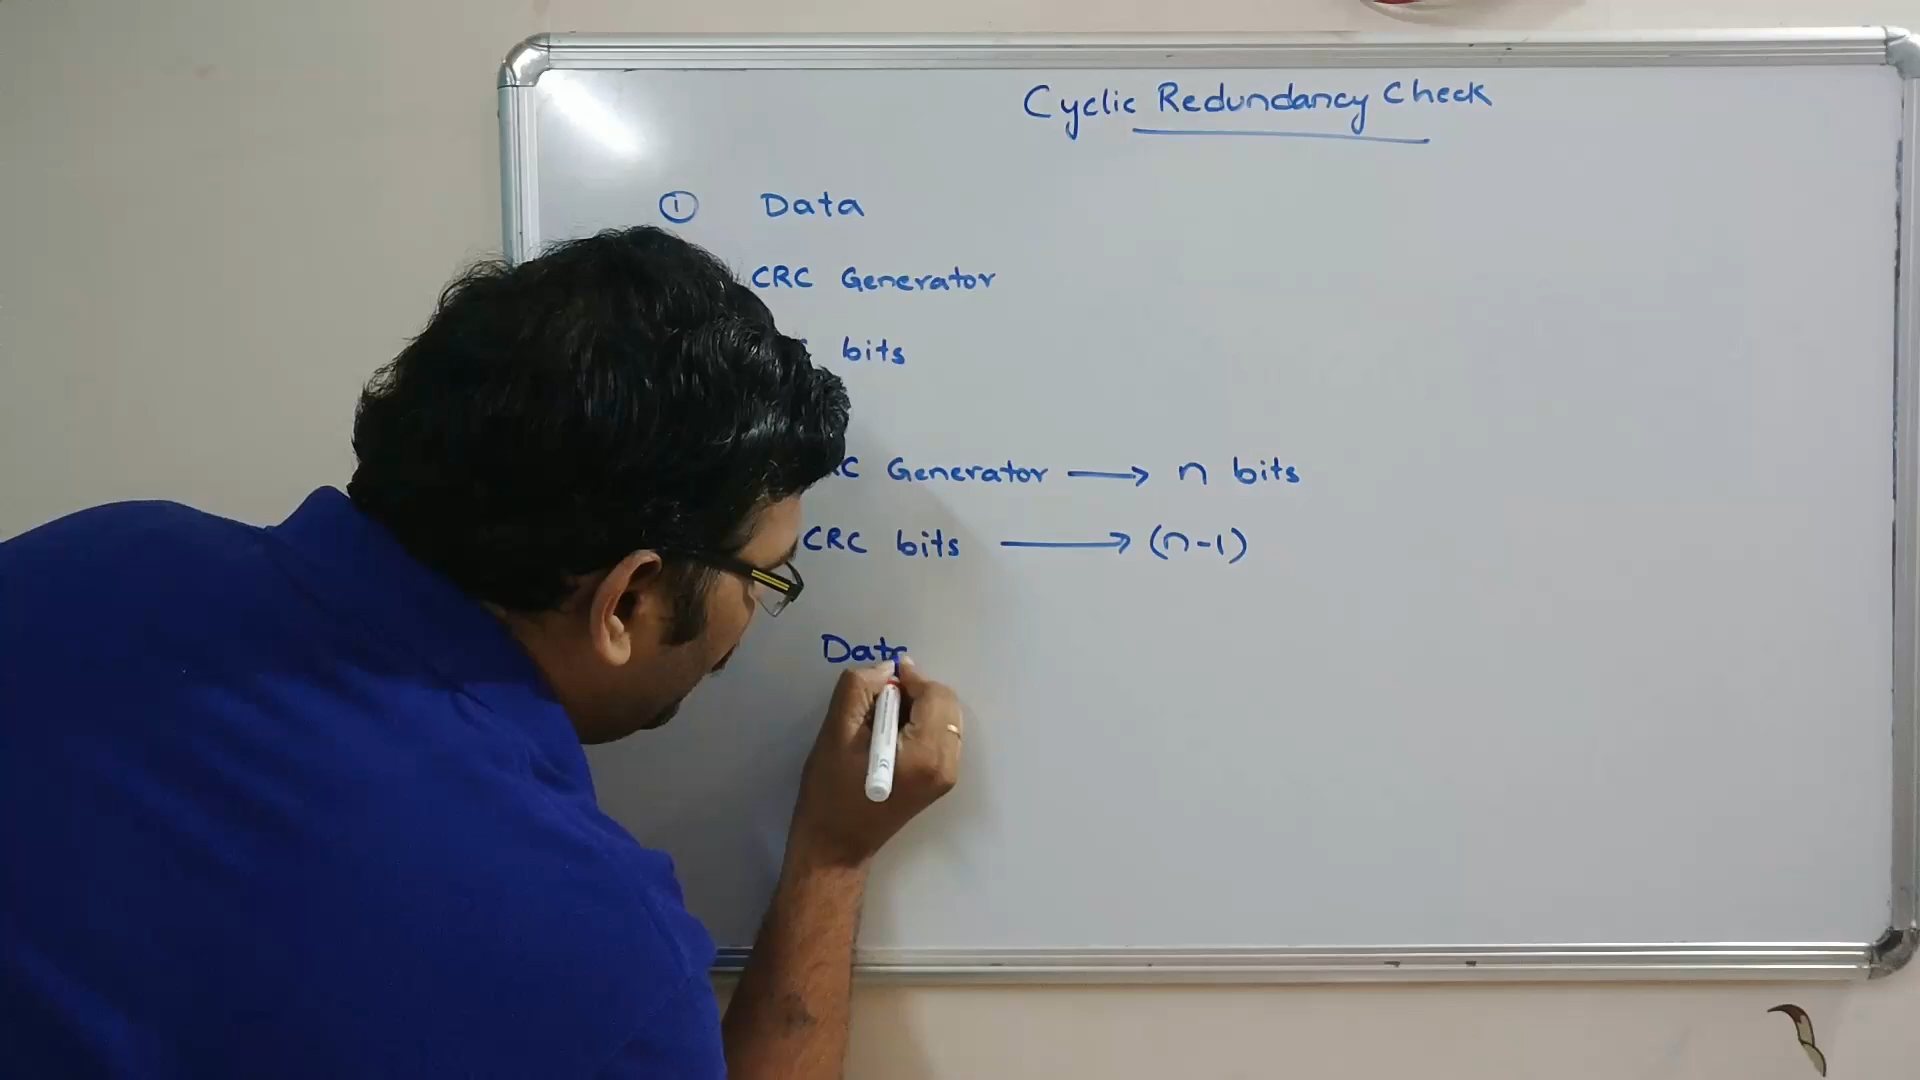 Cyclic Redundancy Check
① Data
CRC Generator
bits
Generator → n bits
CRC bits → (n-1)